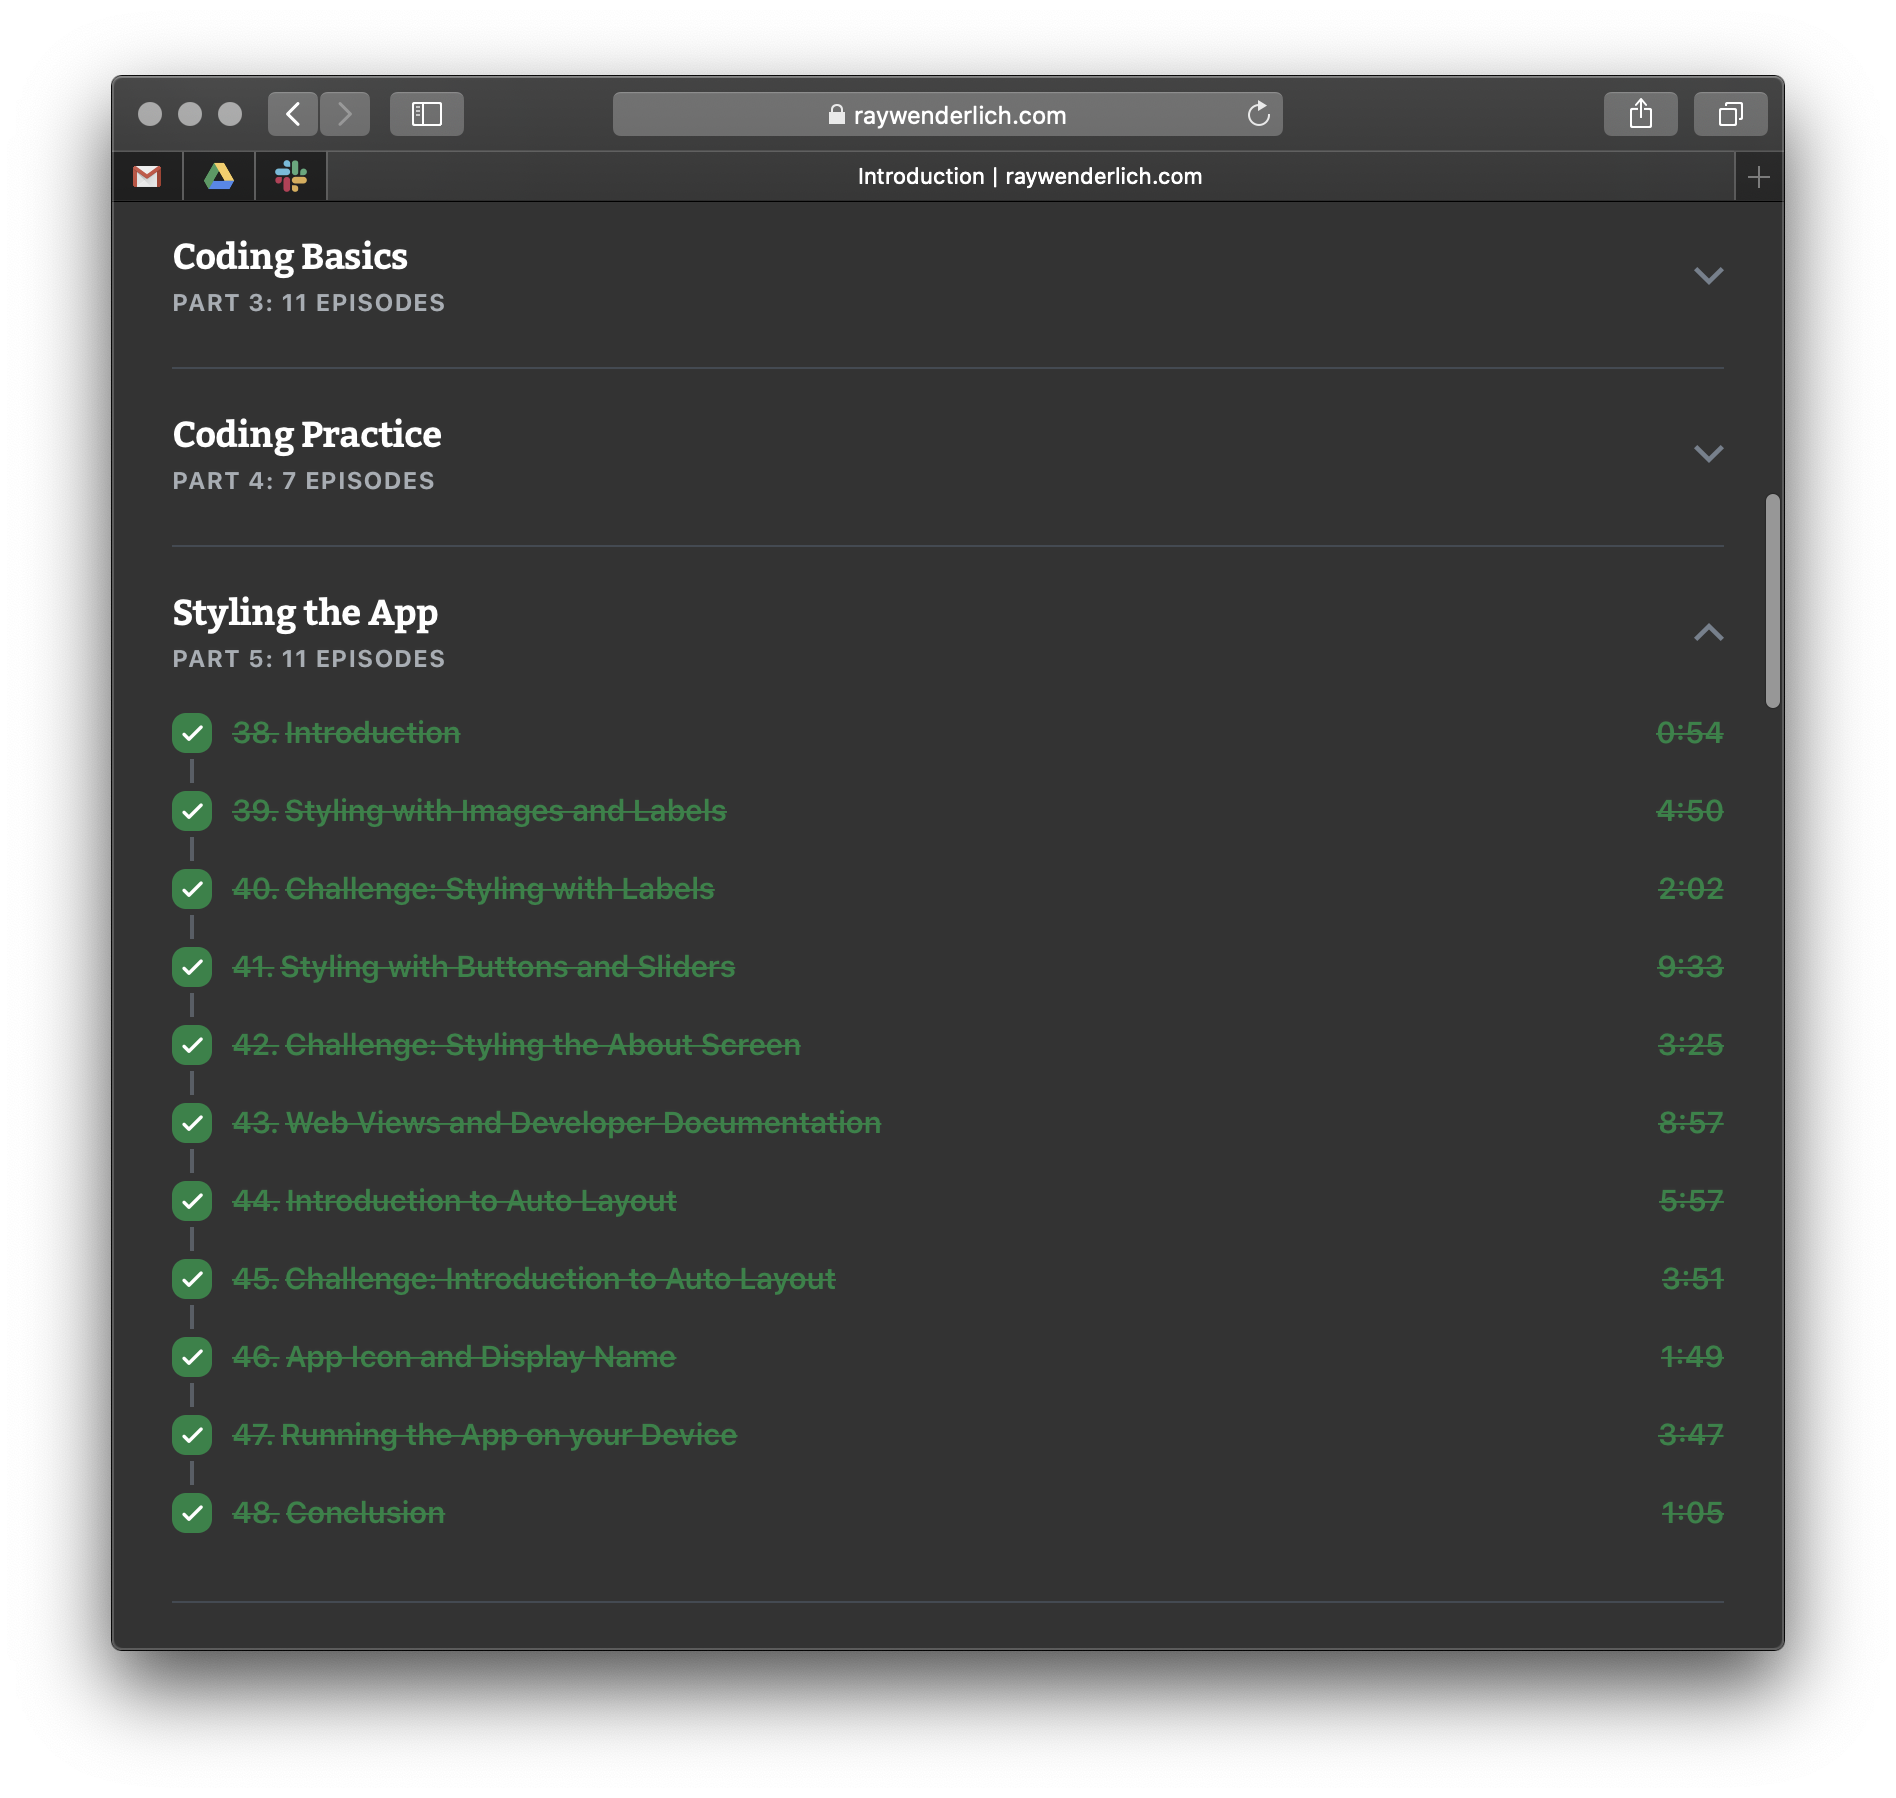 raywenderlich.com
Introduction | raywenderlich.com
Coding Basics
PART 3: 11 EPISODES
Coding Practice
PART 4: 7 EPISODES
Styling the App
PART 5: 11 EPISODES
38. Introduction 0:54
39. Styling with Images and Labels 4:50
40. Challenge: Styling with Labels 2:02
41. Styling with Buttons and Sliders 9:33
42. Challenge: Styling the About Screen 3:25
43. Web Views and Developer Documentation 8:57
44. Introduction to Auto Layout 5:57
45. Challenge: Introduction to Auto Layout 3:51
46. App Icon and Display Name 1:49
47. Running the App on your Device 3:47
48. Conclusion 1:05